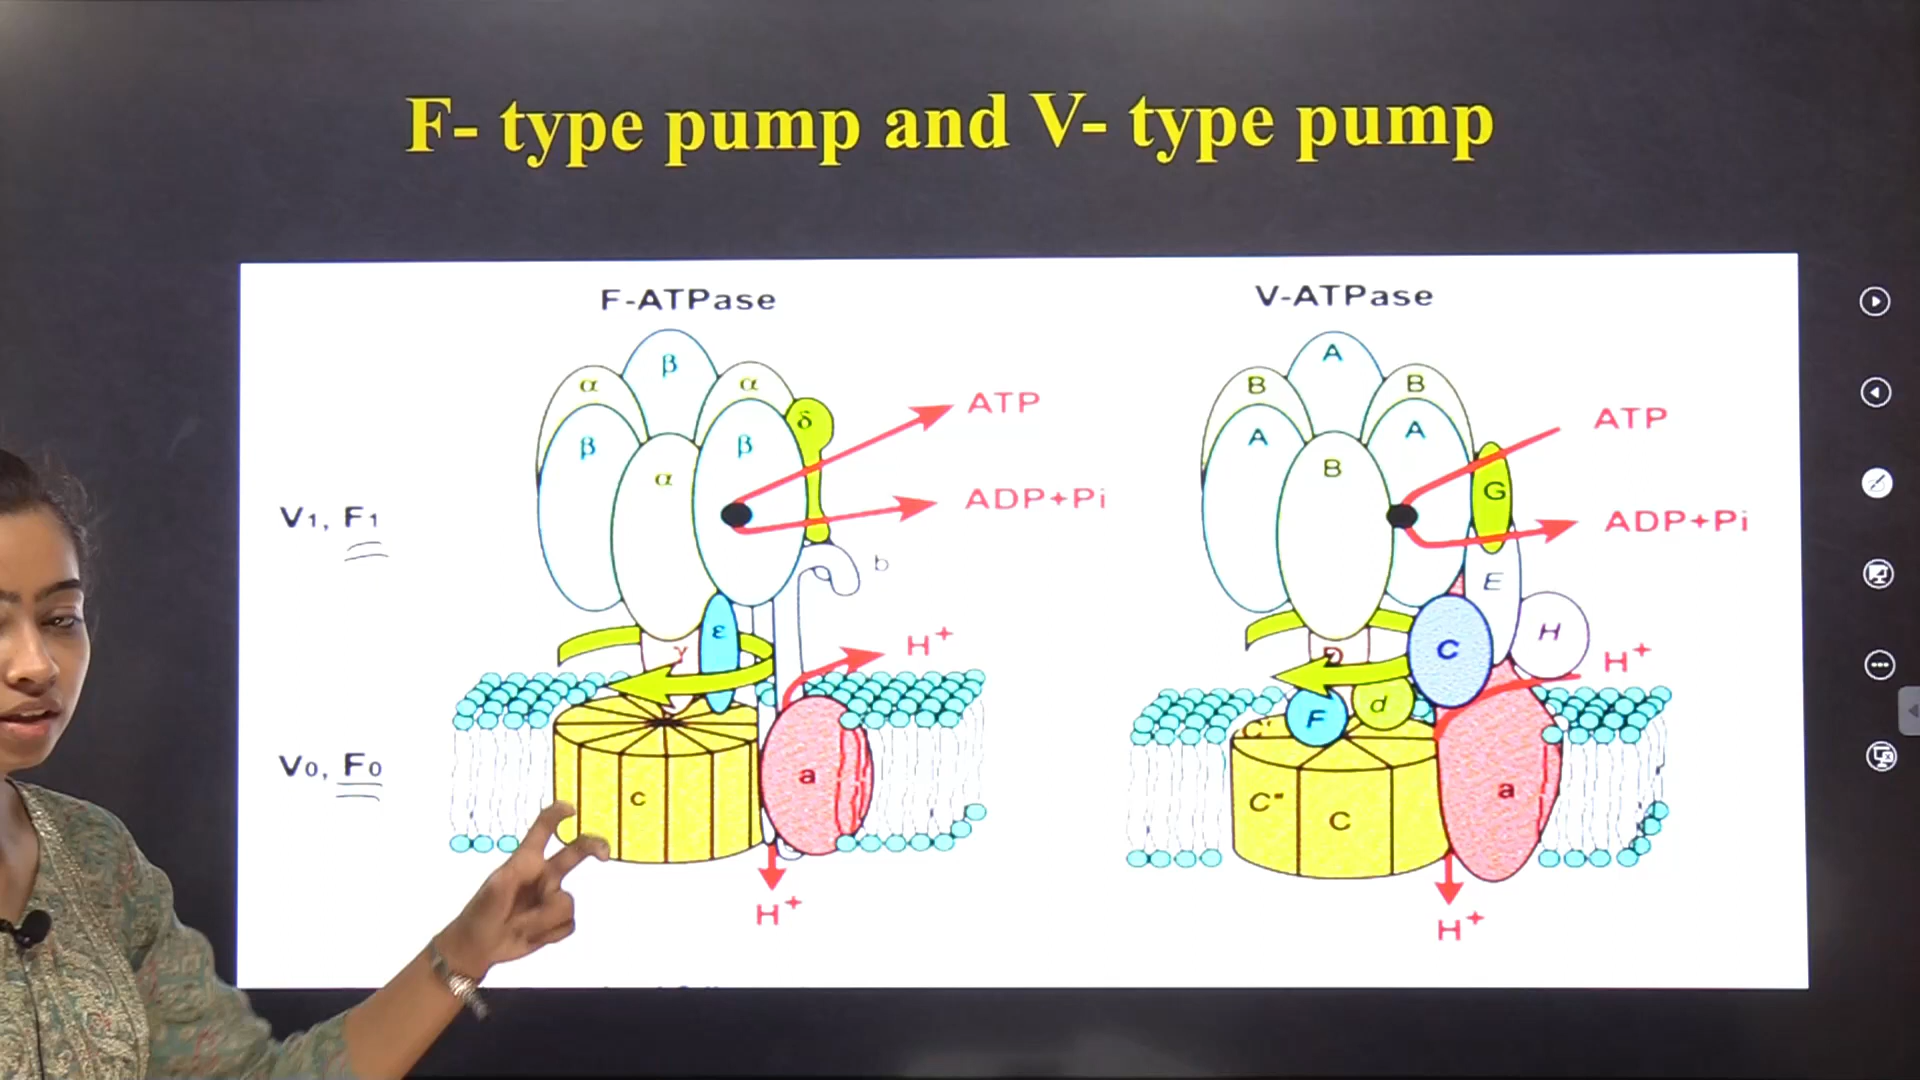 F- type pump and V- type pump
F-ATPase
V-ATPase
β
α
α
β
β
α
δ
ATP
ADP+Pi
b
ε
γ
H+
c
a
H+
V1, F1
V0, F0
A
B
B
A
A
B
ATP
G
ADP+Pi
E
C
H
D
H+
F
d
C'
C"
C
a
H+